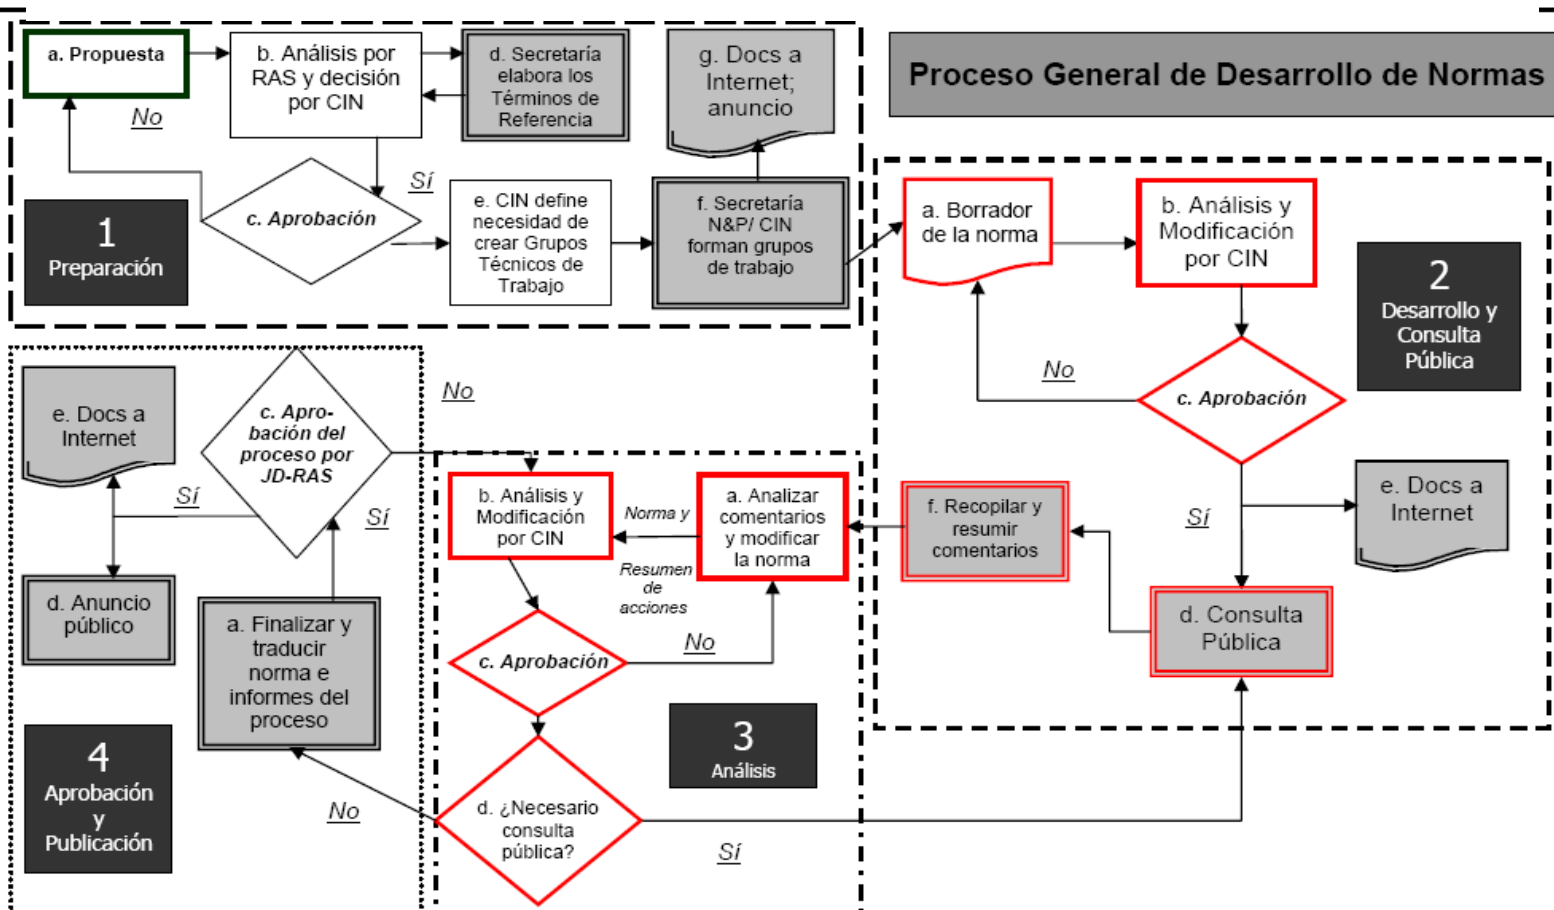 Proceso General de Desarrollo de Normas
a. Propuesta
b. Análisis por
RAS y decisión
por CIN
d. Secretaría
elabora los
Términos de
Referencia
g. Docs a
Internet;
anuncio
No
c. Aprobación
Sí
e. CIN define
necesidad de
crear Grupos
Técnicos de
Trabajo
f. Secretaría
N&P/ CIN
forman grupos
de trabajo
1
Preparación
a. Borrador
de la norma
b. Análisis y
Modificación
por CIN
2
Desarrollo y
Consulta
Pública
No
c. Aprobación
Sí
e. Docs a
Internet
d. Consulta
Pública
f. Recopilar y
resumir
comentarios
a. Analizar
comentarios
y modificar
la norma
Norma y
Resumen
de
acciones
b. Análisis y
Modificación
por CIN
c. Aprobación
No
3
Análisis
d. ¿Necesario
consulta
pública?
Sí
No
a. Finalizar y
traducir
norma e
informes del
proceso
Sí
c. Apro-
bación del
proceso por
JD-RAS
No
Sí
e. Docs a
Internet
d. Anuncio
público
4
Aprobación
y
Publicación